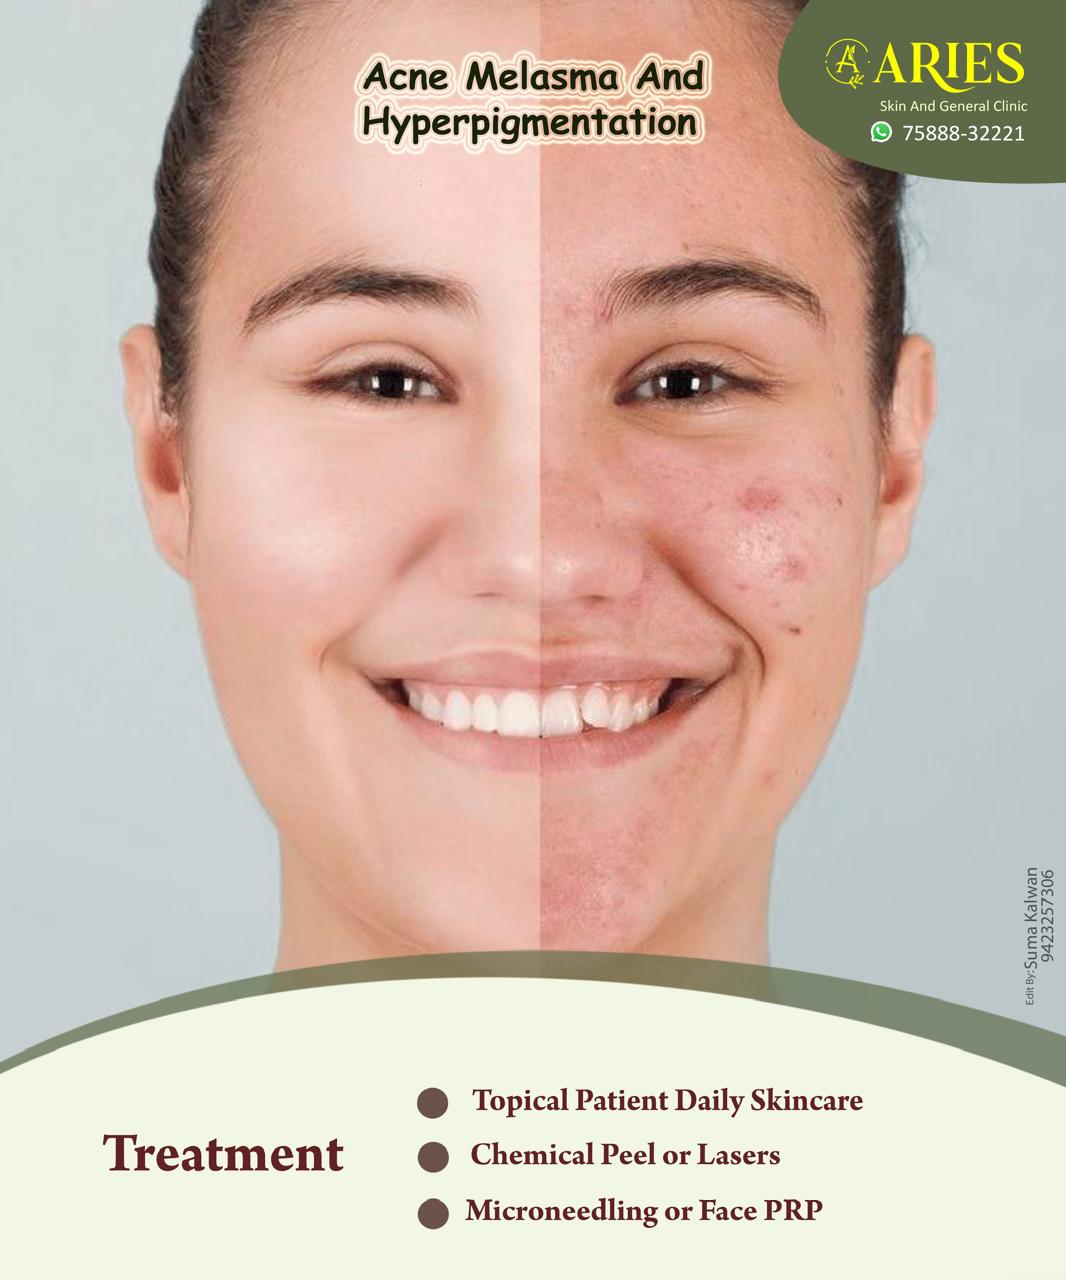 Acne Melasma And
Hyperpigmentation
ARIES
Skin And General Clinic
75888-32221
Edit By: Suma Kalwan
9423257306
Treatment
Topical Patient Daily Skincare
Chemical Peel or Lasers
Microneedling or Face PRP